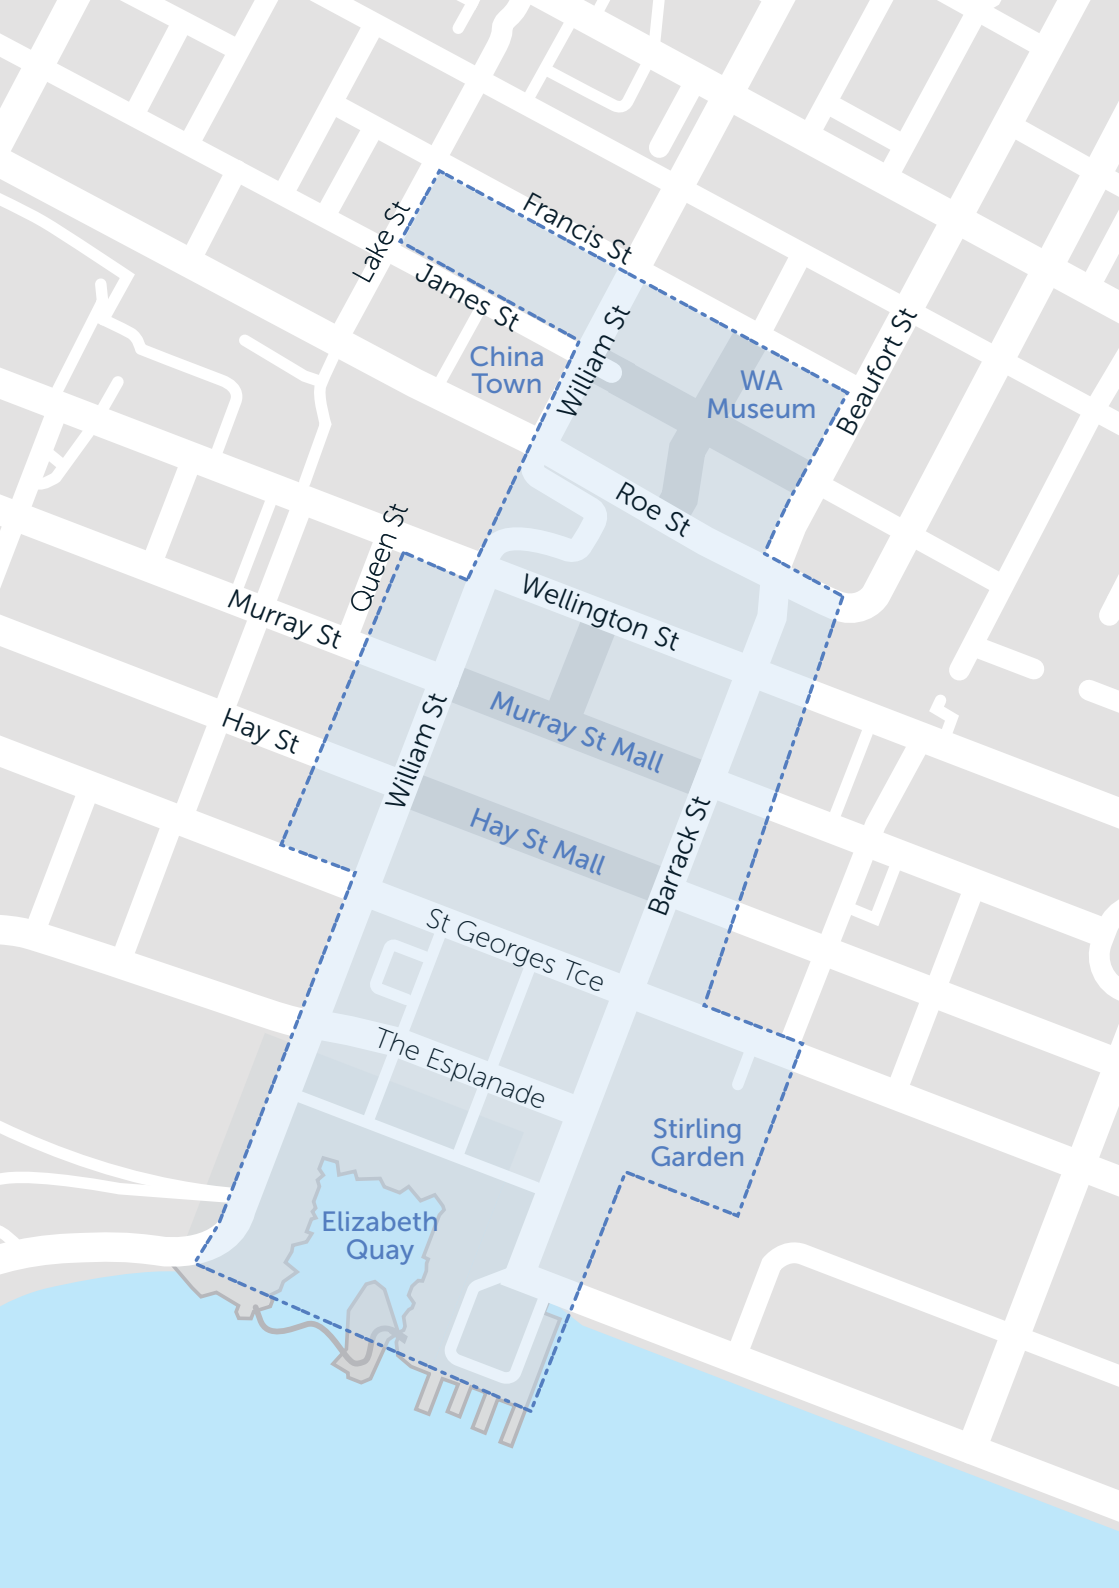 Francis St
Lake St
James St
William St
China
Town
WA
Museum
Beaufort St
Roe St
Queen St
Wellington St
Murray St
Murray St Mall
Hay St
William St
Hay St Mall
Barrack St
St Georges Tce
The Esplanade
Stirling
Garden
Elizabeth
Quay